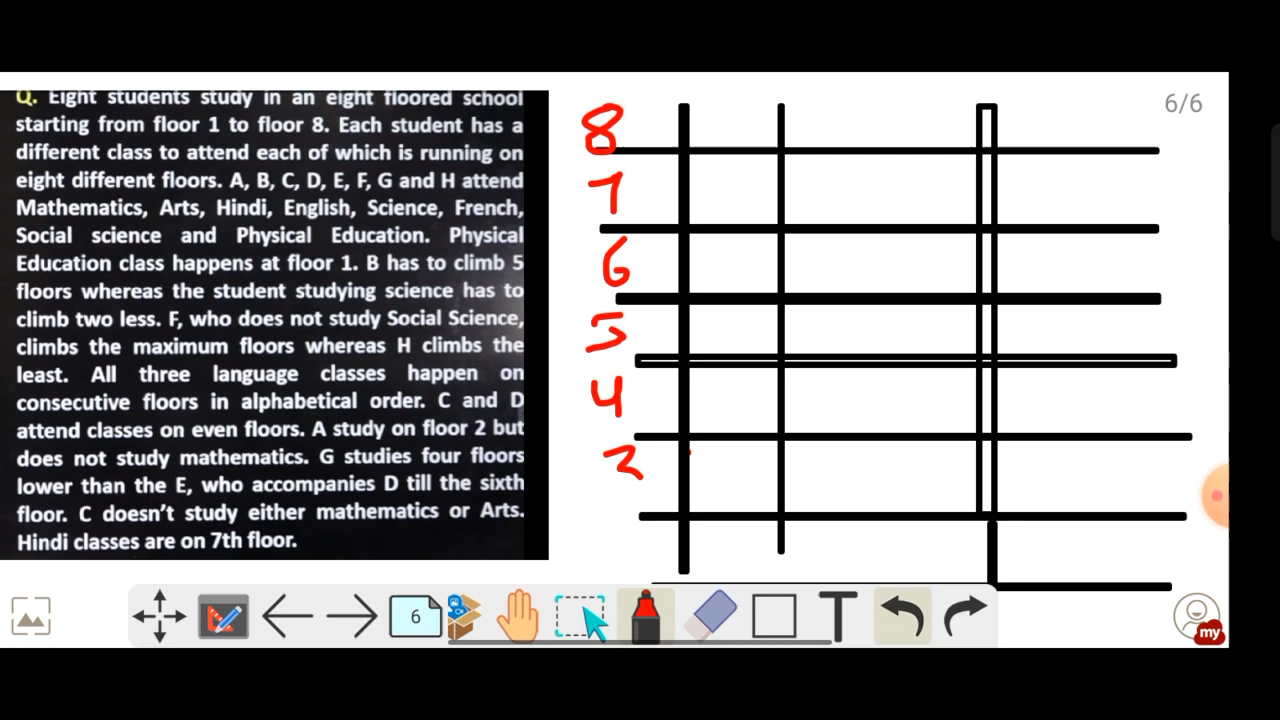 Q. Eight students study in an eight floored school
starting from floor 1 to floor 8. Each student has a
different class to attend each of which is running on
eight different floors. A, B, C, D, E, F, G and H attend
Mathematics, Arts, Hindi, English, Science, French,
Social science and Physical Education. Physical
Education class happens at floor 1. B has to climb 5
floors whereas the student studying science has to
climb two less. F, who does not study Social Science,
climbs the maximum floors whereas H climbs the
least. All three language classes happen on
consecutive floors in alphabetical order. C and D
attend classes on even floors. A study on floor 2 but
does not study mathematics. G studies four floors
lower than the E, who accompanies D till the sixth
floor. C doesn't study either mathematics or Arts.
Hindi classes are on 7th floor.
6/6
8
7
6
5
4
6
T
my